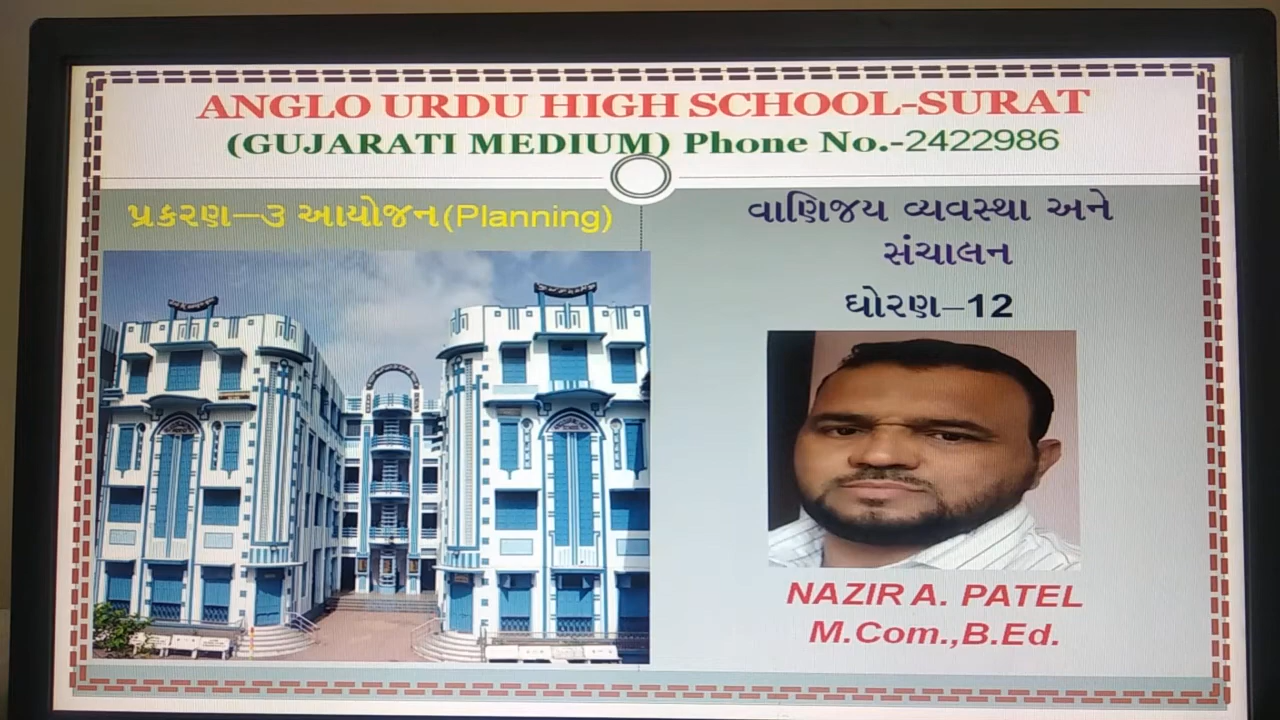 ANGLO URDU HIGH SCHOOL-SURAT
(GUJARATI MEDIUM) Phone No.-2422986
પ્રકરણ–૩ આયોજન(Planning)
વાણિજય વ્યવસ્થા અને
સંચાલન
ધોરણ–12
NAZIR A. PATEL
M.Com.,B.Ed.